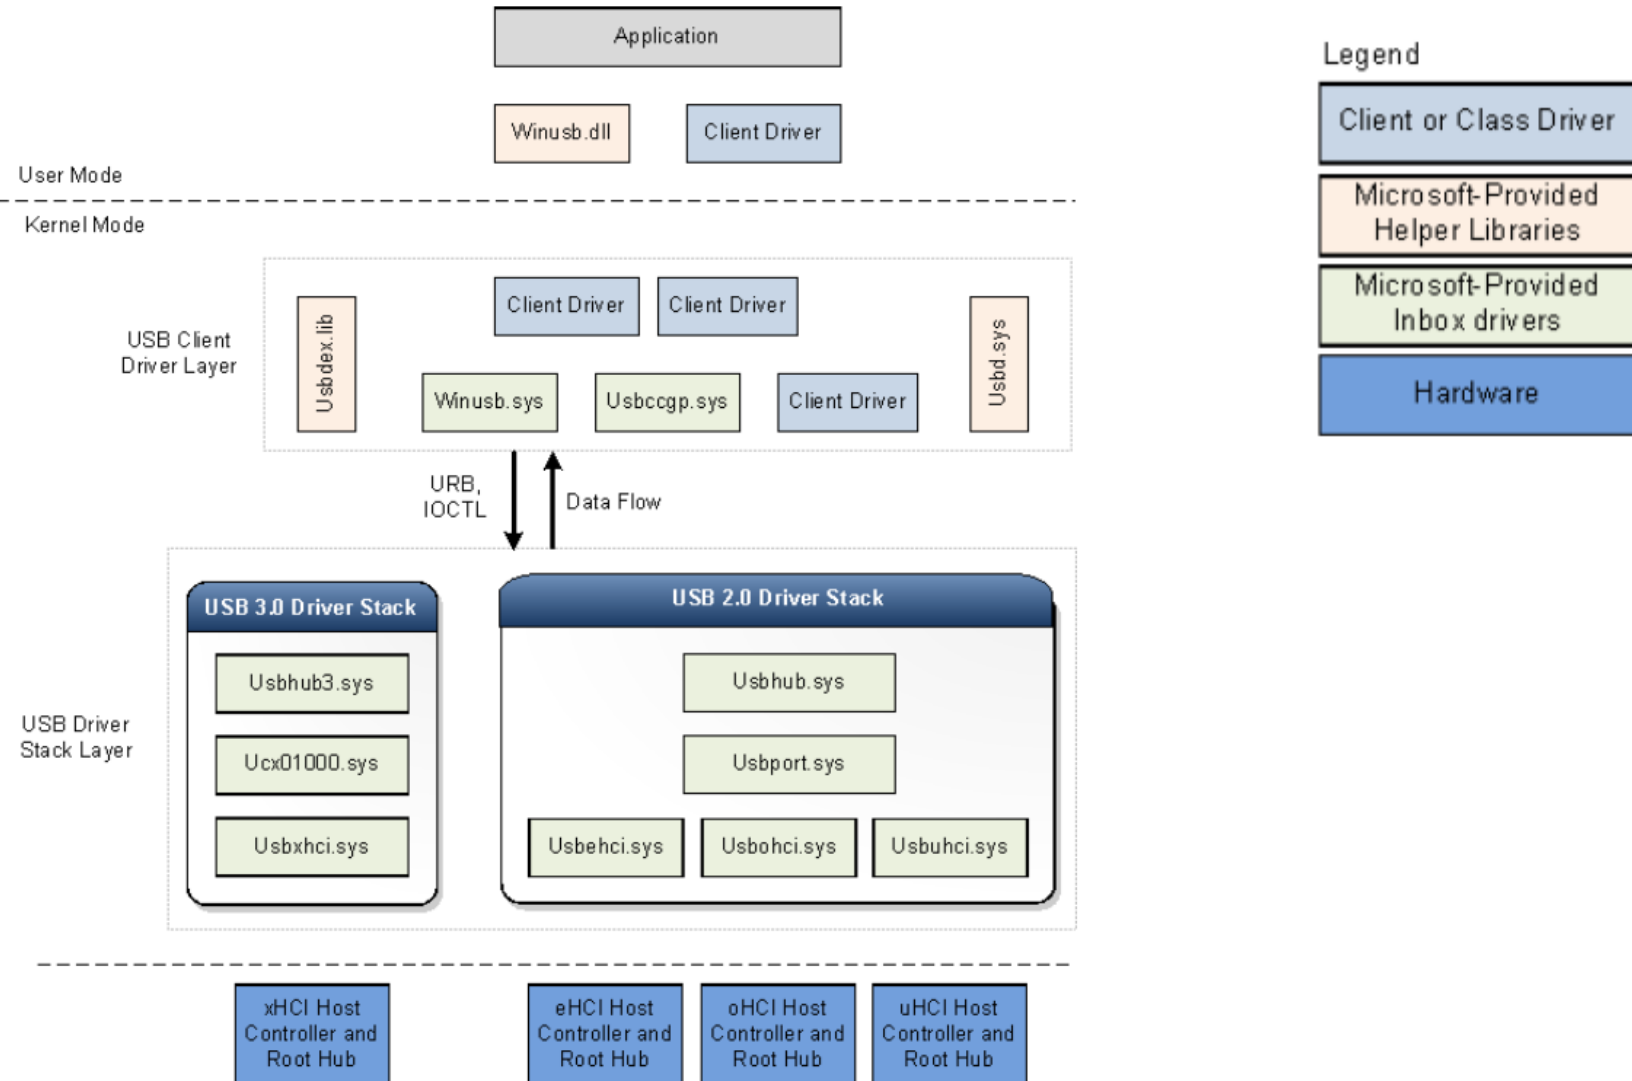 Application
Legend
Client or Class Driver
Winusb.dll
Client Driver
User Mode
Microsoft-Provided
Helper Libraries
Kernel Mode
Microsoft-Provided
Inbox drivers
Client Driver
Client Driver
USB Client
Driver Layer
Usbdex.lib
Usbd.sys
Winusb.sys
Usbccgp.sys
Client Driver
Hardware
URB,
IOCTL
Data Flow
USB 3.0 Driver Stack
USB 2.0 Driver Stack
Usbhub3.sys
Usbhub.sys
USB Driver
Stack Layer
Ucx01000.sys
Usbport.sys
Usbxhci.sys
Usbehci.sys
Usbohci.sys
Usbuhci.sys
xHCI Host
Controller and
Root Hub
eHCI Host
Controller and
Root Hub
oHCI Host
Controller and
Root Hub
uHCI Host
Controller and
Root Hub